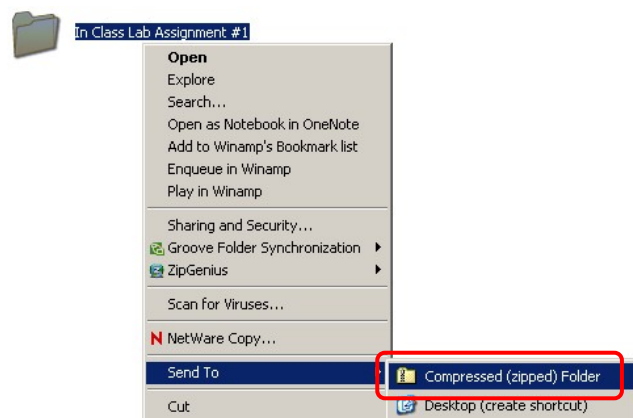 In Class Lab Assignment #1
Open
Explore
Search...
Open as Notebook in OneNote
Add to Winamp's Bookmark list
Enqueue in Winamp
Play in Winamp
Sharing and Security...
Groove Folder Synchronization
ZipGenius
Scan for Viruses...
NetWare Copy...
Send To
Compressed (zipped) Folder
Cut
Desktop (create shortcut)